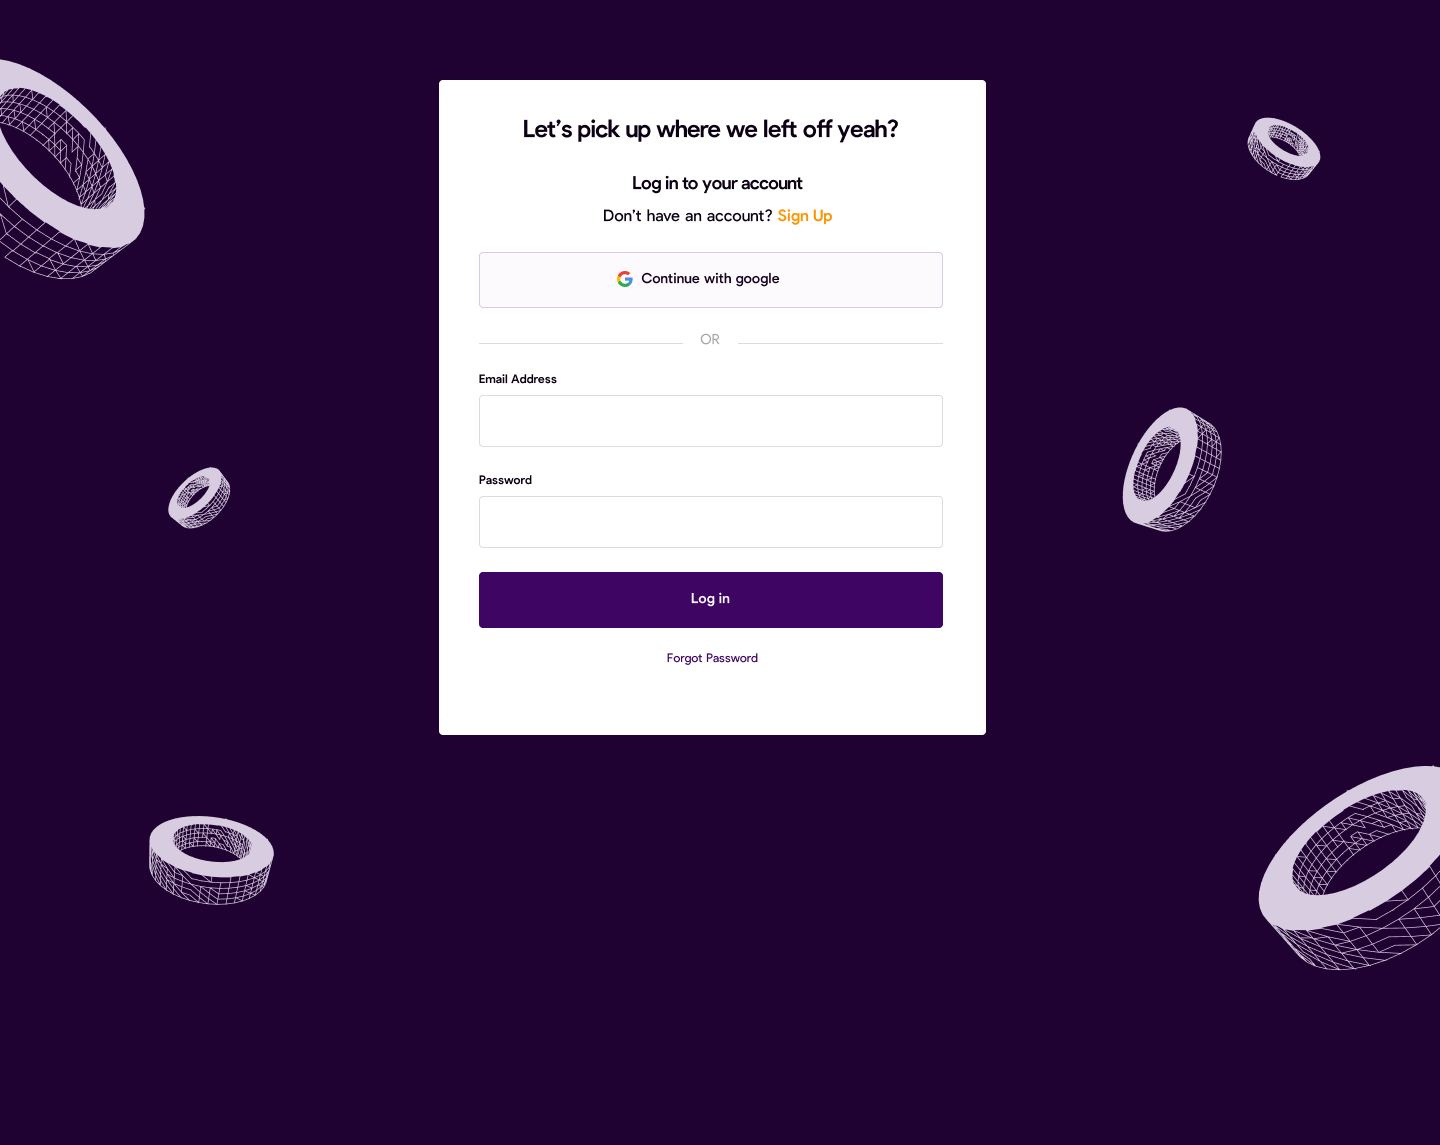 Let’s pick up where we left off yeah?
Log in to your account
Don’t have an account? Sign Up
Continue with google
OR
Email Address
Password
Log in
Forgot Password